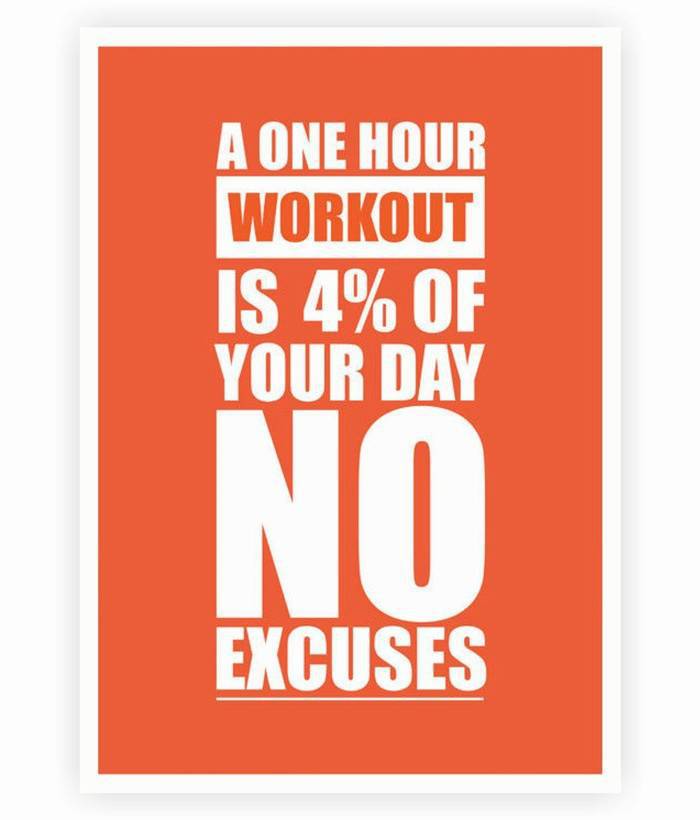 A ONE HOUR
WORKOUT
IS 4% OF
YOUR DAY
NO
EXCUSES